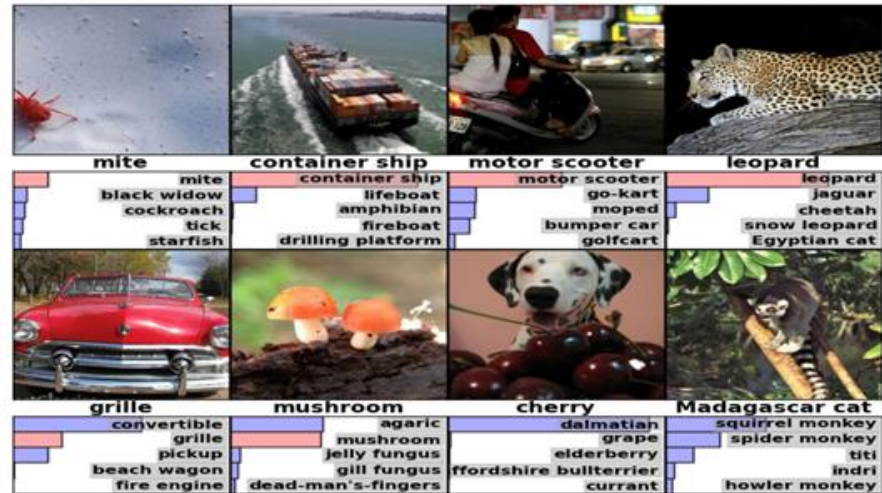 mite
container ship
motor scooter
leopard
mite
black widow
cockroach
tick
starfish
container ship
lifeboat
amphibian
fireboat
drilling platform
motor scooter
go-kart
moped
bumper car
golfcart
leopard
jaguar
cheetah
snow leopard
Egyptian cat
grille
mushroom
cherry
Madagascar cat
convertible
grille
pickup
beach wagon
fire engine
agaric
mushroom
jelly fungus
gill fungus
dead-man's-fingers
dalmatian
grape
elderberry
ffordshire bullterrier
currant
squirrel monkey
spider monkey
titi
indri
howler monkey